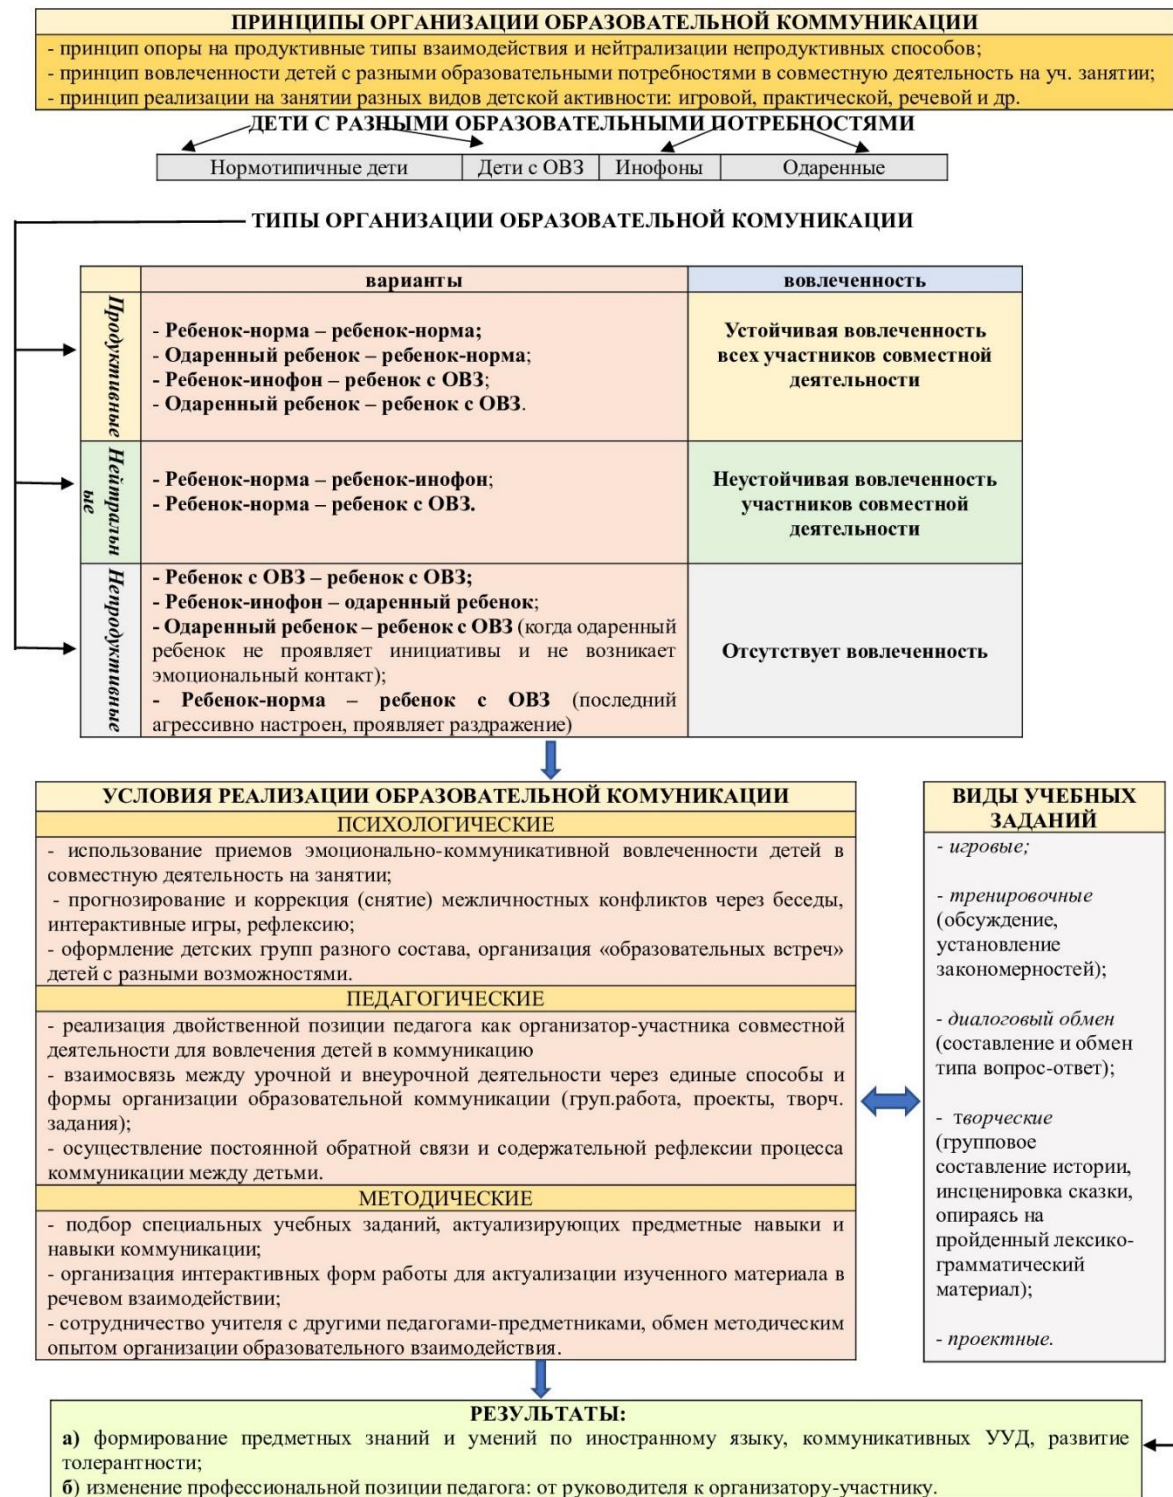 ПРИНЦИПЫ ОРГАНИЗАЦИИ ОБРАЗОВАТЕЛЬНОЙ КОММУНИКАЦИИ
- принцип опоры на продуктивные типы взаимодействия и нейтрализации непродуктивных способов;
- принцип вовлеченности детей с разными образовательными потребностями в совместную деятельность на уч. занятии;
- принцип реализации на занятии разных видов детской активности: игровой, практической, речевой и др.
ДЕТИ С РАЗНЫМИ ОБРАЗОВАТЕЛЬНЫМИ ПОТРЕБНОСТЯМИ
Нормотипичные дети Дети с ОВЗ Инофоны Одаренные
ТИПЫ ОРГАНИЗАЦИИ ОБРАЗОВАТЕЛЬНОЙ КОМУНИКАЦИИ
варианты вовлеченность
Продуктивные
- Ребенок-норма – ребенок-норма;
- Одаренный ребенок – ребенок-норма;
- Ребенок-инофон – ребенок с ОВЗ;
- Одаренный ребенок – ребенок с ОВЗ.
Устойчивая вовлеченность
всех участников совместной
деятельности
Нейтральн
ые
- Ребенок-норма – ребенок-инофон;
- Ребенок-норма – ребенок с ОВЗ.
Неустойчивая вовлеченность
участников совместной
деятельности
Непродуктивные
- Ребенок с ОВЗ – ребенок с ОВЗ;
- Ребенок-инофон – одаренный ребенок;
- Одаренный ребенок – ребенок с ОВЗ (когда одаренный
ребенок не проявляет инициативы и не возникает
эмоциональный контакт);
- Ребенок-норма – ребенок с ОВЗ (последний
агрессивно настроен, проявляет раздражение)
Отсутствует вовлеченность
УСЛОВИЯ РЕАЛИЗАЦИИ ОБРАЗОВАТЕЛЬНОЙ КОМУНИКАЦИИ
ПСИХОЛОГИЧЕСКИЕ
- использование приемов эмоционально-коммуникативной вовлеченности детей в
совместную деятельность на занятии;
- прогнозирование и коррекция (снятие) межличностных конфликтов через беседы,
интерактивные игры, рефлексию;
- оформление детских групп разного состава, организация «образовательных встреч»
детей с разными возможностями.
ПЕДАГОГИЧЕСКИЕ
- реализация двойственной позиции педагога как организатор-участника совместной
деятельности для вовлечения детей в коммуникацию
- взаимосвязь между урочной и внеурочной деятельности через единые способы и
формы организации образовательной коммуникации (груп.работа, проекты, творч.
задания);
- осуществление постоянной обратной связи и содержательной рефлексии процесса
коммуникации между детьми.
МЕТОДИЧЕСКИЕ
- подбор специальных учебных заданий, актуализирующих предметные навыки и
навыки коммуникации;
- организация интерактивных форм работы для актуализации изученного материала в
речевом взаимодействии;
- сотрудничество учителя с другими педагогами-предметниками, обмен методическим
опытом организации образовательного взаимодействия.
ВИДЫ УЧЕБНЫХ
ЗАДАНИЙ
- игровые;
- тренировочные
(обсуждение,
установление
закономерностей);
- диалоговый обмен
(составление и обмен
типа вопрос-ответ);
- творческие
(групповое
составление истории,
инсценировка сказки,
опираясь на
пройденный лексико-
грамматический
материал);
- проектные.
РЕЗУЛЬТАТЫ:
а) формирование предметных знаний и умений по иностранному языку, коммуникативных УУД, развитие
толерантности;
б) изменение профессиональной позиции педагога: от руководителя к организатору-участнику.